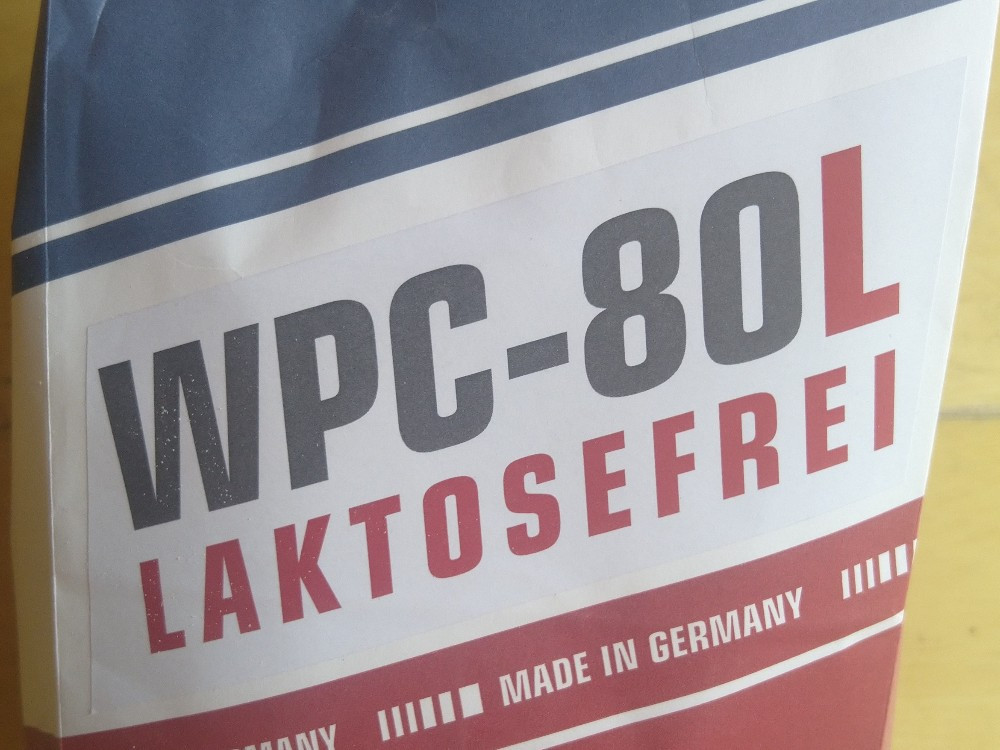 WPC-80L
LAKTOSEFREI
MADE IN GERMANY